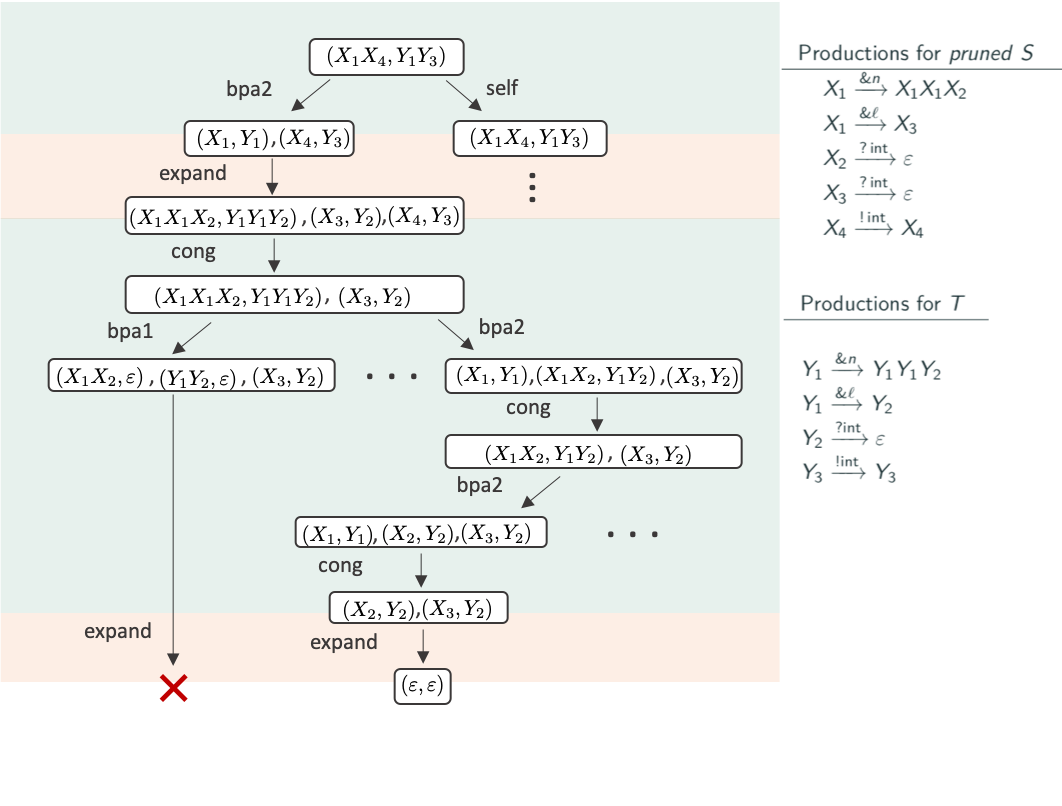 (X₁X₄, Y₁Y₃)
bpa2
self
(X₁, Y₁),(X₄, Y₃)
(X₁X₄, Y₁Y₃)
expand
(X₁X₁X₂, Y₁Y₁Y₂) , (X₃, Y₂),(X₄, Y₃)
cong
(X₁X₁X₂, Y₁Y₁Y₂), (X₃, Y₂)
bpa1
bpa2
(X₁X₂, ε) , (Y₁Y₂, ε) , (X₃, Y₂)
. . .
(X₁, Y₁),(X₁X₂, Y₁Y₂) ,(X₃, Y₂)
cong
(X₁X₂, Y₁Y₂) , (X₃, Y₂)
bpa2
(X₁, Y₁), (X₂, Y₂),(X₃, Y₂)
. . .
cong
(X₂, Y₂),(X₃, Y₂)
expand
expand
(ε, ε)
Productions for pruned S
X₁ —&n→ X₁X₁X₂
X₁ —&ℓ→ X₃
X₂ —? int→ ε
X₃ —? int→ ε
X₄ —! int→ X₄
Productions for T
Y₁ —&n→ Y₁Y₁Y₂
Y₁ —&ℓ→ Y₂
Y₂ —?int→ ε
Y₃ —!int→ Y₃